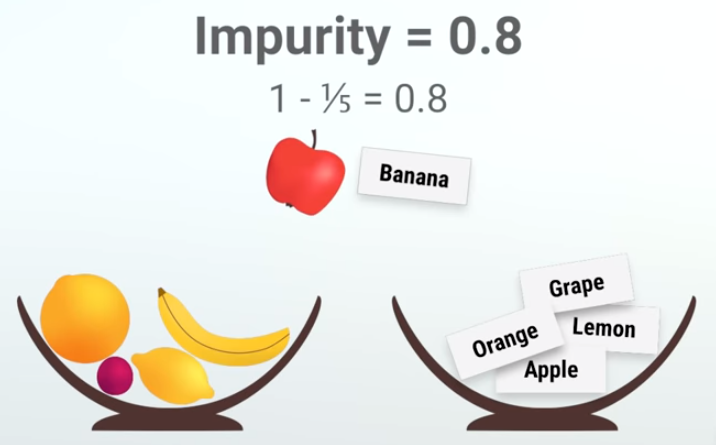 Impurity = 0.8
1 - ⅕ = 0.8
Banana
Grape
Orange
Lemon
Apple